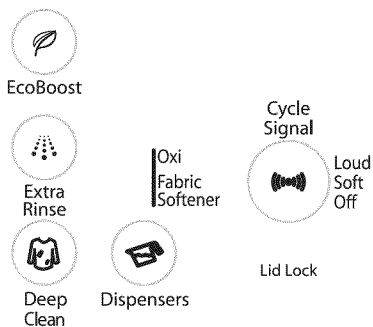 EcoBoost
Extra
Rinse
Deep
Clean
Oxi
Fabric
Softener
Dispensers
Cycle
Signal
Loud
Soft
Off
Lid Lock